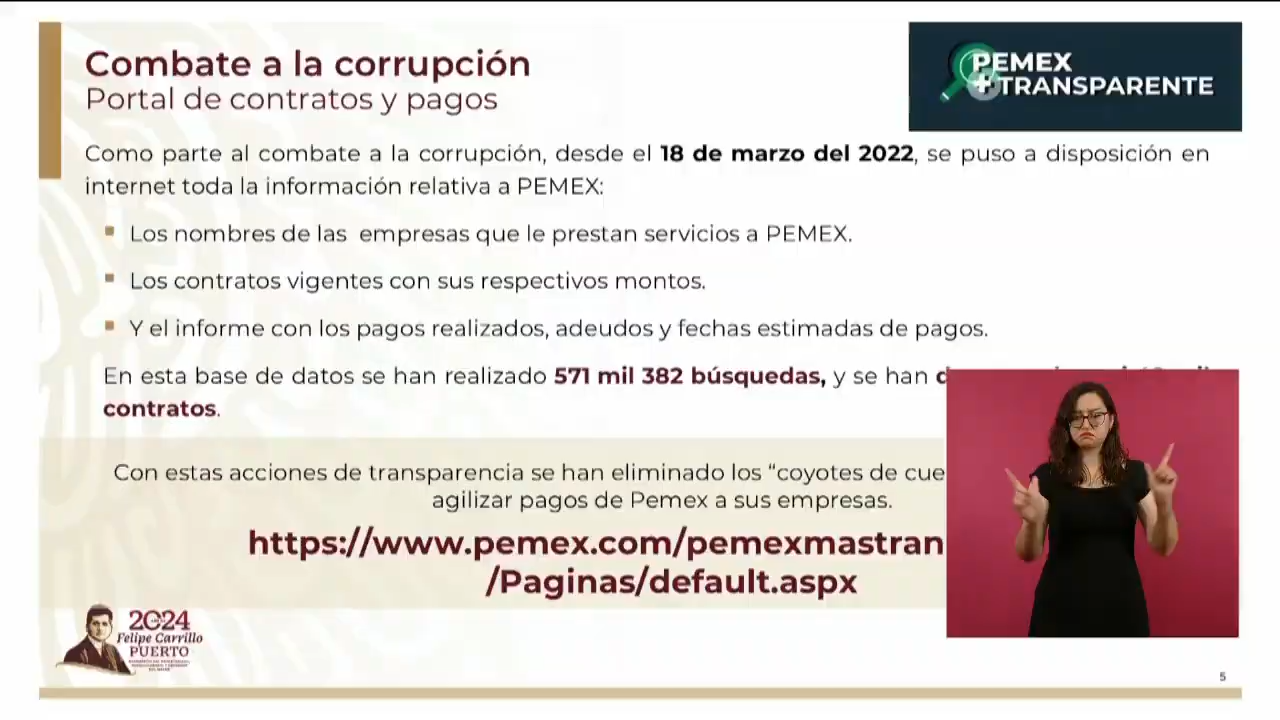 Combate a la corrupción
Portal de contratos y pagos
PEMEX
+TRANSPARENTE
Como parte al combate a la corrupción, desde el 18 de marzo del 2022, se puso a disposición en
internet toda la información relativa a PEMEX:
Los nombres de las empresas que le prestan servicios a PEMEX.
Los contratos vigentes con sus respectivos montos.
Y el informe con los pagos realizados, adeudos y fechas estimadas de pagos.
En esta base de datos se han realizado 571 mil 382 búsquedas, y se han
contratos.
Con estas acciones de transparencia se han eliminado los “coyotes de
agilizar pagos de Pemex a sus empresas.
https://www.pemex.com/pemexmastran
/Paginas/default.aspx
2024
Felipe Carrillo
PUERTO
5